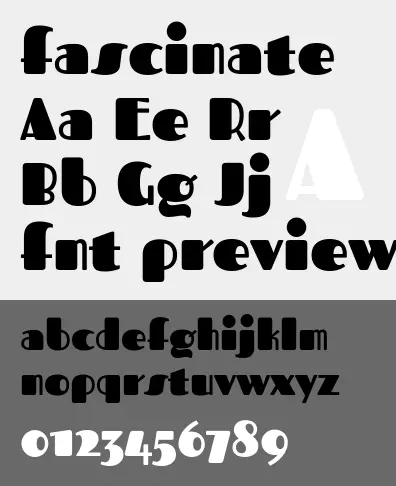 fascinate
Aa Ee Rr
A
Bb Gg Jj
fnt preview
abcdefghijklm
nopqrstuvwxyz
0123456789